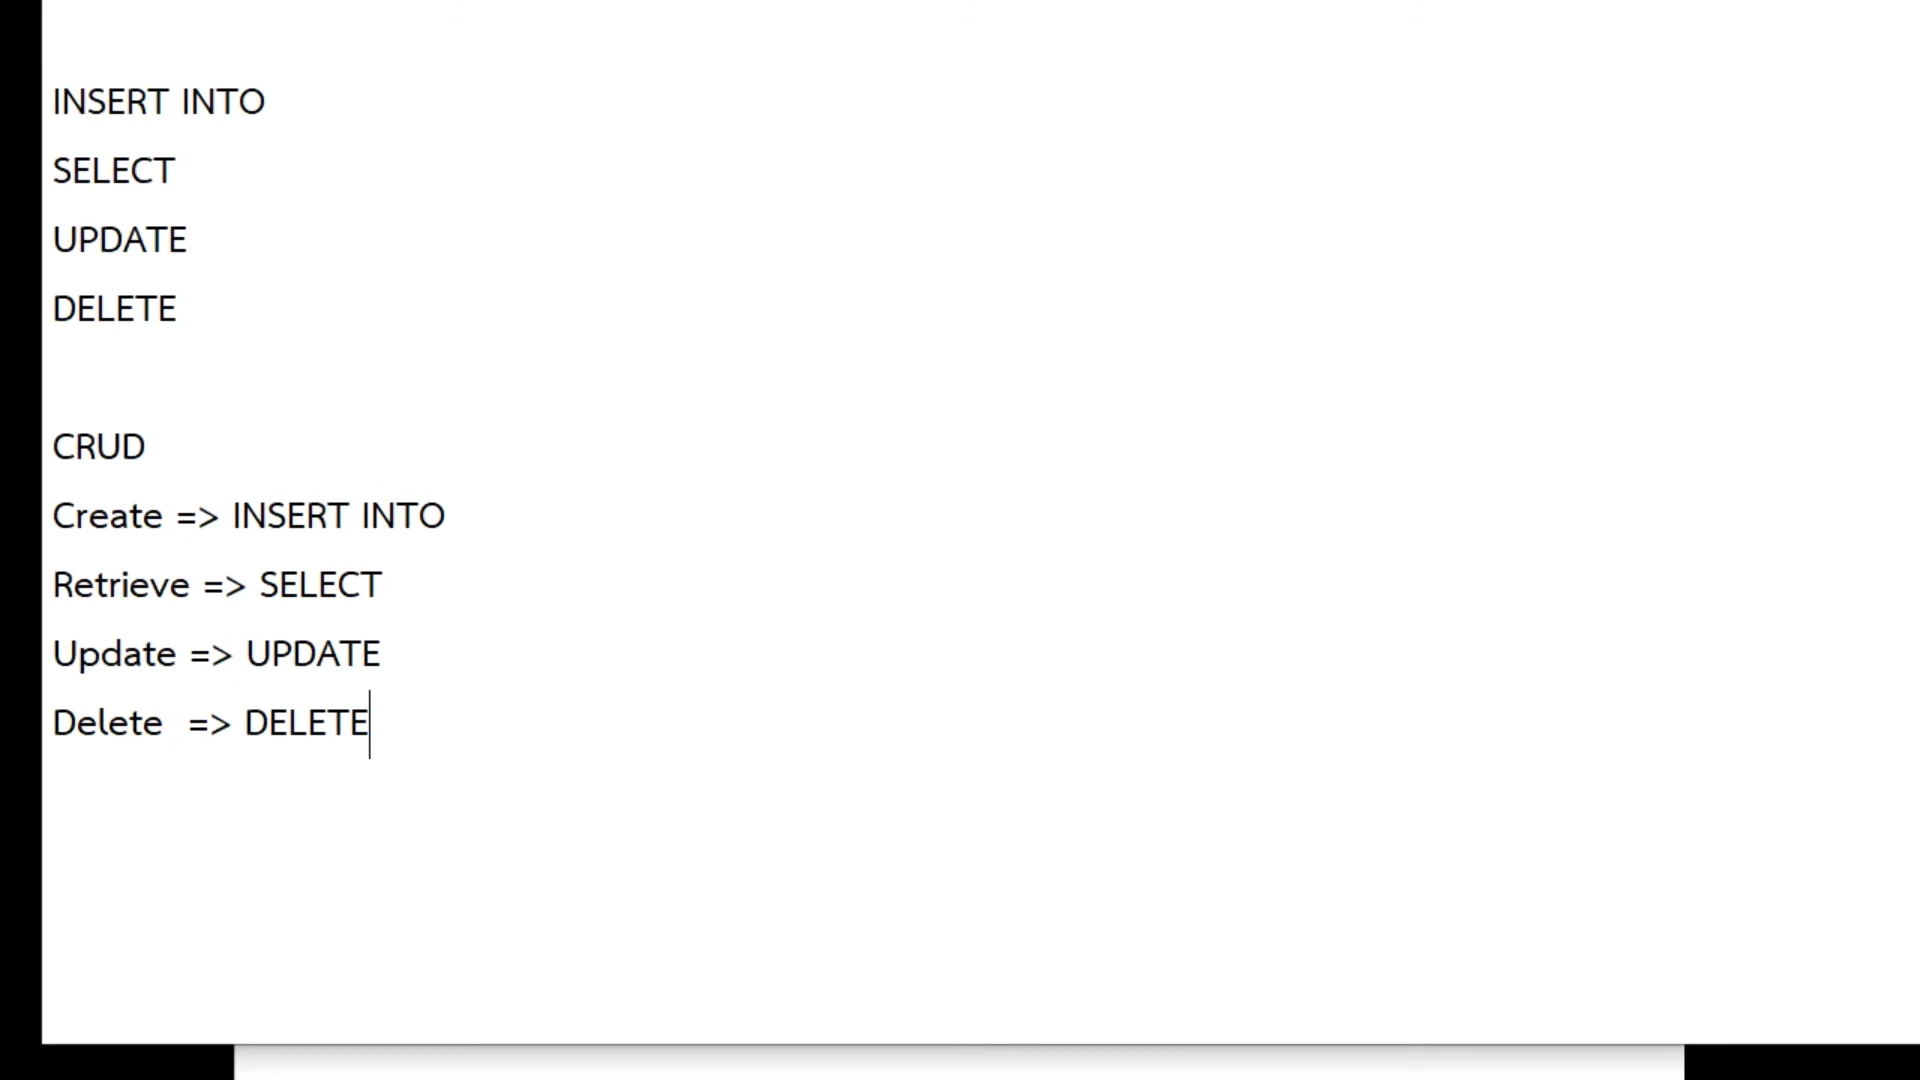 INSERT INTO
SELECT
UPDATE
DELETE
CRUD
Create => INSERT INTO
Retrieve => SELECT
Update => UPDATE
Delete  => DELETE